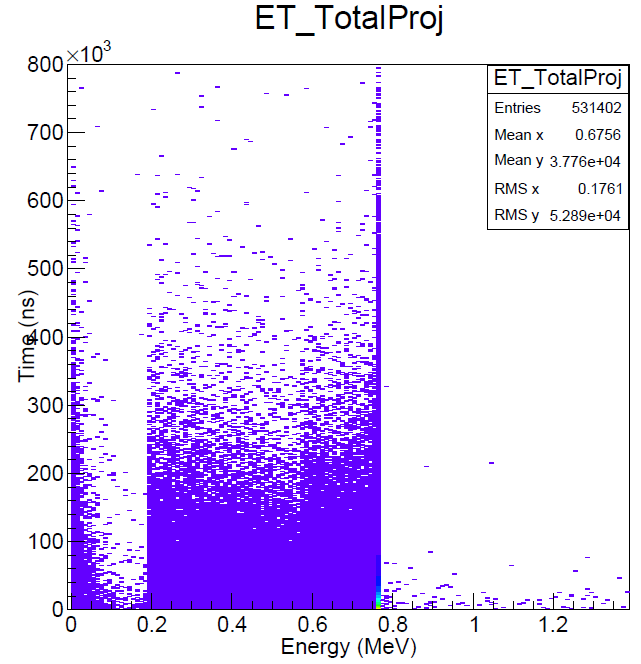 ET_TotalProj
×10³
800
700
600
500
400
300
200
100
0
Time (ns)
0 0.2 0.4 0.6 0.8 1 1.2
Energy (MeV)
ET_TotalProj
Entries 531402
Mean x 0.6756
Mean y 3.776e+04
RMS x 0.1761
RMS y 5.289e+04